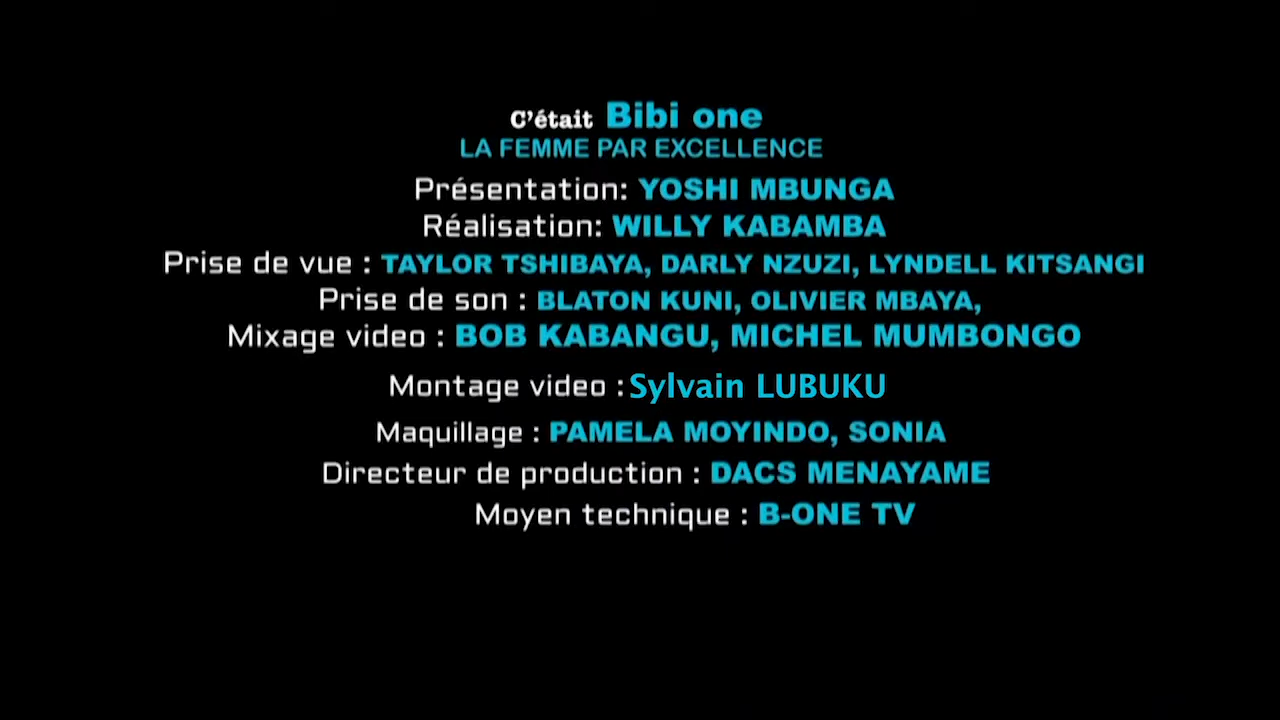 C'était Bibi one
LA FEMME PAR EXCELLENCE
Présentation: YOSHI MBUNGA
Réalisation: WILLY KABAMBA
Prise de vue : TAYLOR TSHIBAYA, DARLY NZUZI, LYNDELL KITSANGI
Prise de son : BLATON KUNI, OLIVIER MBAYA,
Mixage video : BOB KABANGU, MICHEL MUMBONGO
Montage video : Sylvain LUBUKU
Maquillage : PAMELA MOYINDO, SONIA
Directeur de production : DACS MENAYAME
Moyen technique : B-ONE TV